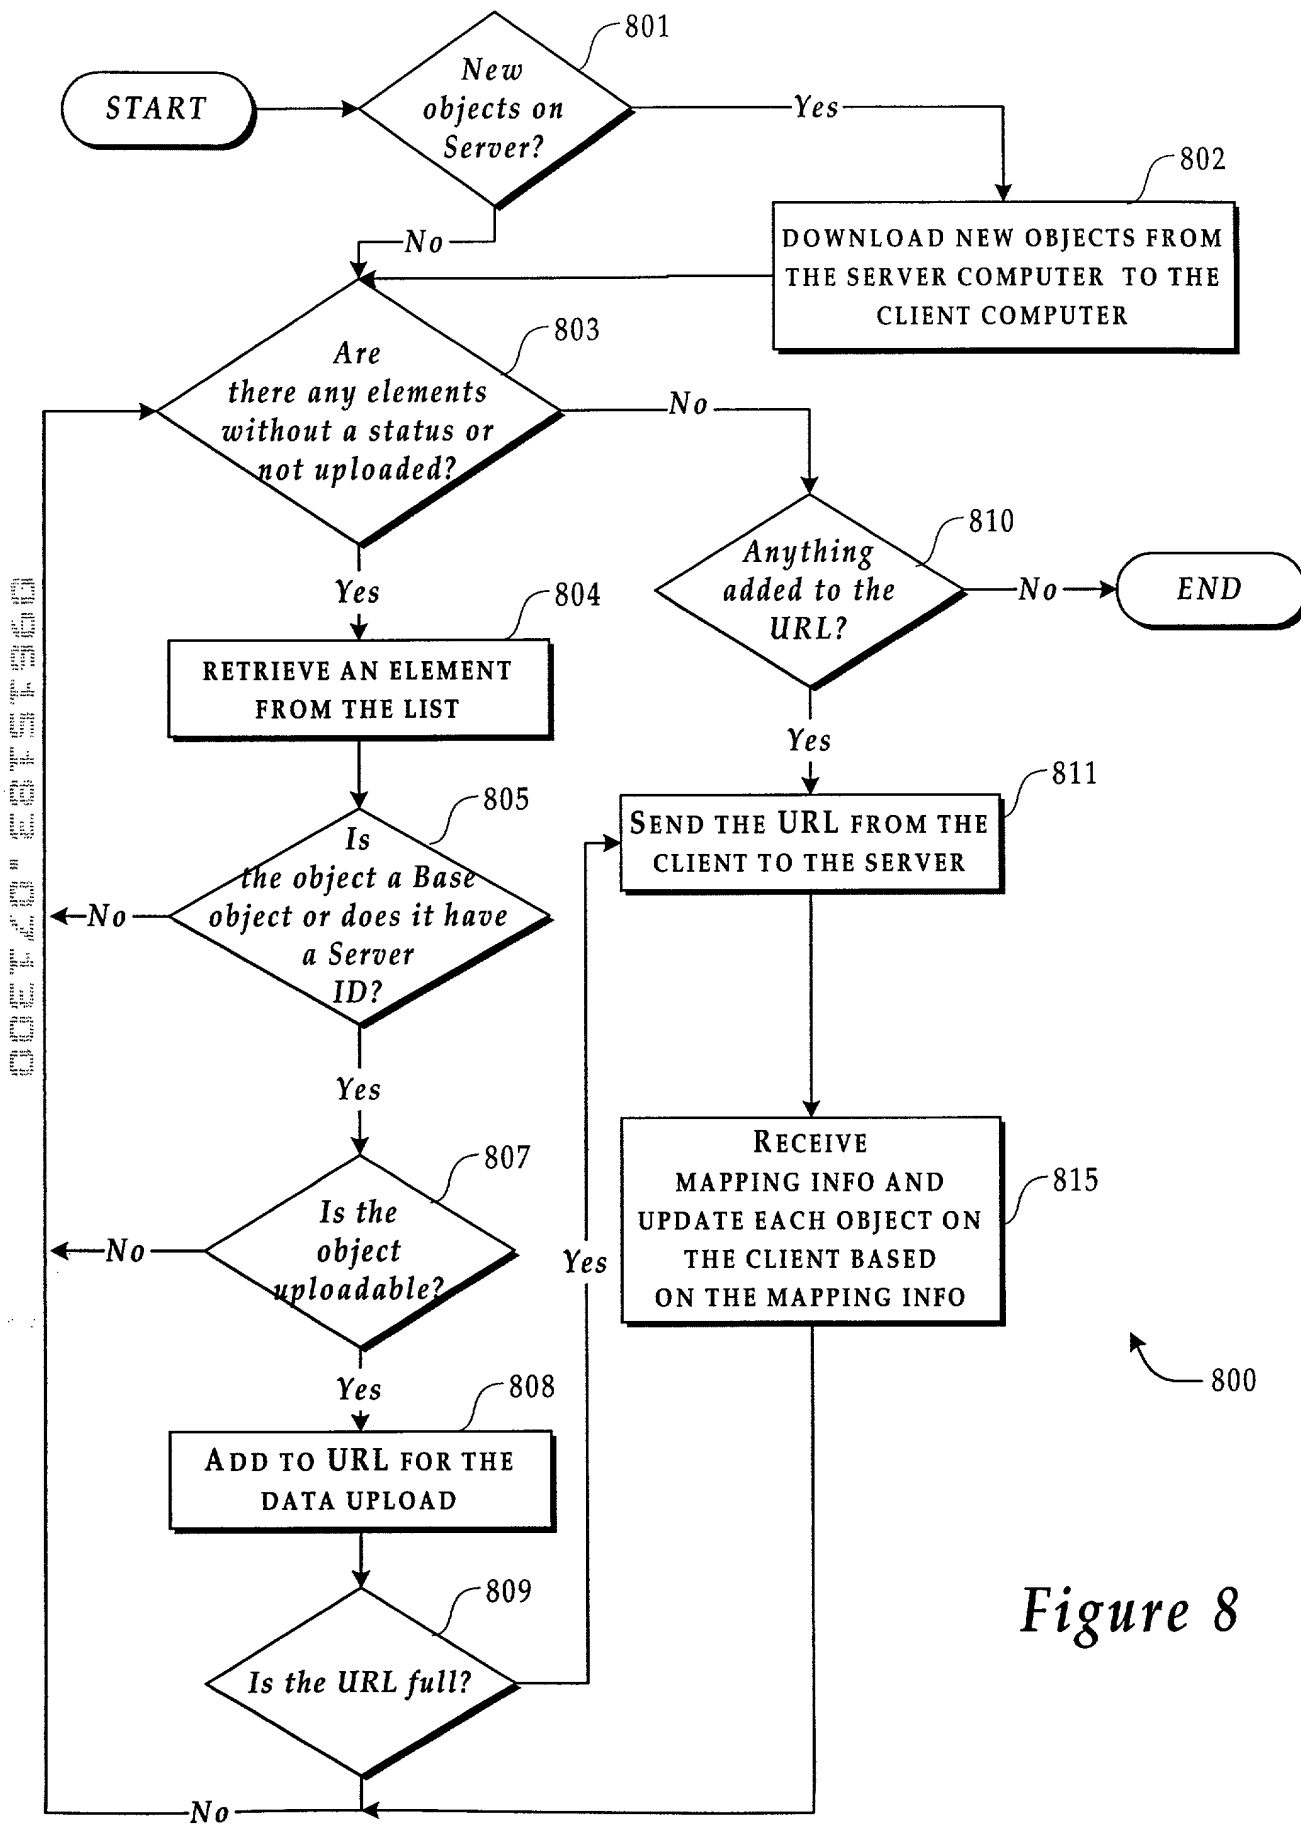 801
START
New
objects on
Server?
Yes
802
No
DOWNLOAD NEW OBJECTS FROM
THE SERVER COMPUTER TO THE
CLIENT COMPUTER
803
Are
there any elements
without a status or
not uploaded?
No
810
Anything
added to the
URL?
No
END
Yes
804
RETRIEVE AN ELEMENT
FROM THE LIST
Yes
811
805
SEND THE URL FROM THE
CLIENT TO THE SERVER
Is
the object a Base
object or does it have
a Server
ID?
No
Yes
807
RECEIVE
MAPPING INFO AND
UPDATE EACH OBJECT ON
THE CLIENT BASED
ON THE MAPPING INFO
815
Is the
object
uploadable?
No
Yes
800
Yes
808
ADD TO URL FOR THE
DATA UPLOAD
809
Is the URL full?
Figure 8
No